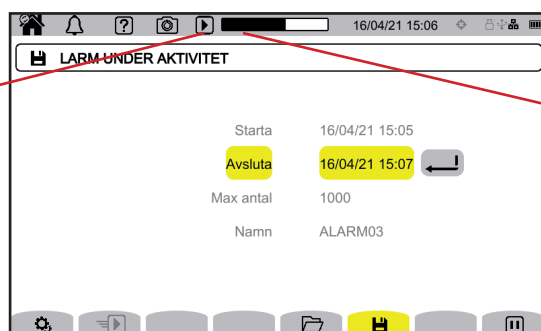 ? 16/04/21 15:06
LARM UNDER AKTIVITET
Starta 16/04/21 15:05
Avsluta 16/04/21 15:07
Max antal 1000
Namn ALARM03